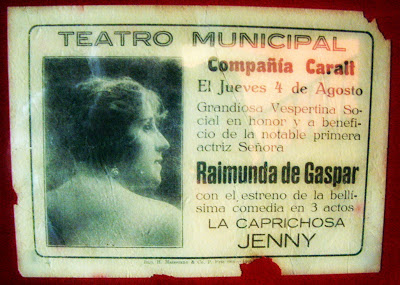 TEATRO MUNICIPAL
Compañía Carali
El Jueves 4 de Agosto
Grandiosa Vespertina So-
cial en honor y a benefi-
cio de la notable primera
actriz Señora
Raimunda de Gaspar
con el estreno de la belli-
sima comedia en 3 actos
LA CAPRICHOSA
JENNY